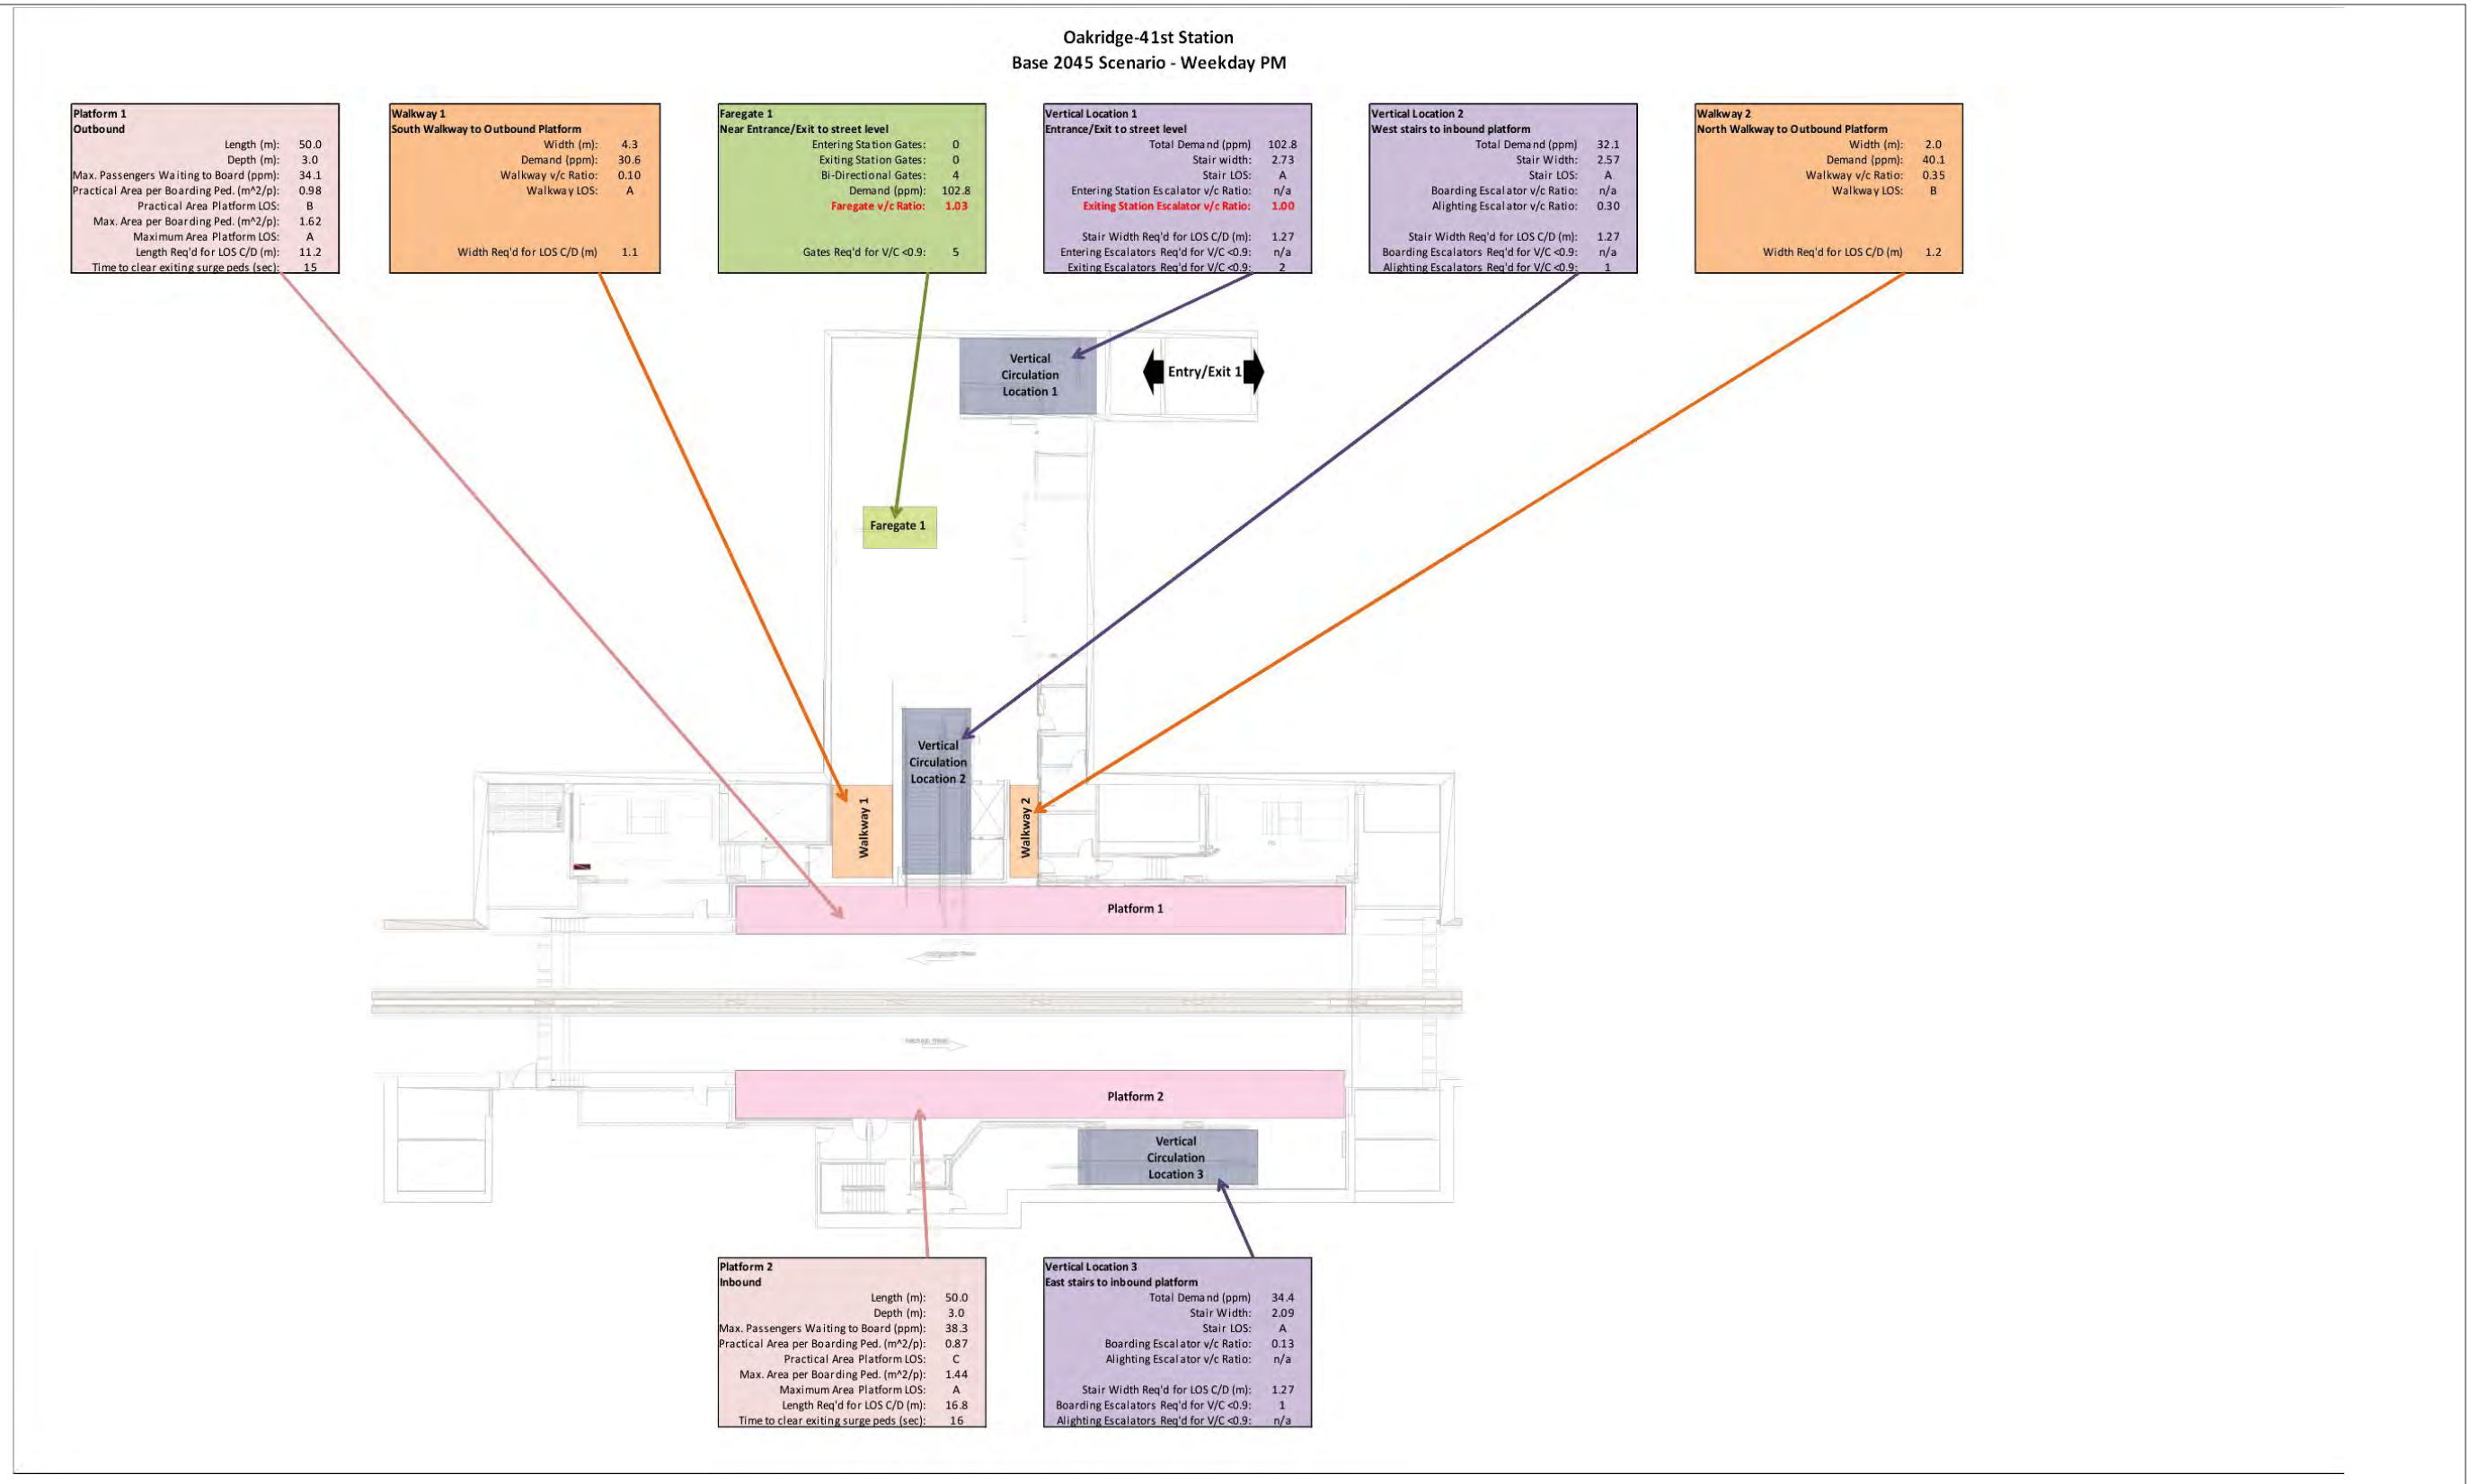 Oakridge-41st Station
Base 2045 Scenario - Weekday PM
Platform 1
Outbound
Length (m): 50.0
Depth (m): 3.0
Max. Passengers Waiting to Board (ppm): 34.1
Practical Area per Boarding Ped. (m^2/p): 0.98
Practical Area Platform LOS: B
Max. Area per Boarding Ped. (m^2/p): 1.62
Maximum Area Platform LOS: A
Length Req'd for LOS C/D (m): 11.2
Time to clear exiting surge peds (sec): 15
Walkway 1
South Walkway to Outbound Platform
Width (m): 4.3
Demand (ppm): 30.6
Walkway v/c Ratio: 0.10
Walkway LOS: A
Width Req'd for LOS C/D (m) 1.1
Faregate 1
Near Entrance/Exit to street level
Entering Station Gates: 0
Exiting Station Gates: 0
Bi-Directional Gates: 4
Demand (ppm): 102.8
Faregate v/c Ratio: 1.03
Gates Req'd for V/C <0.9: 5
Vertical Location 1
Entrance/Exit to street level
Total Demand (ppm) 102.8
Stair width: 2.73
Stair LOS: A
Entering Station Escalator v/c Ratio: n/a
Exiting Station Escalator v/c Ratio: 1.00
Stair Width Req'd for LOS C/D (m): 1.27
Entering Escalators Req'd for V/C <0.9: n/a
Exiting Escalators Req'd for V/C <0.9: 2
Vertical Location 2
West stairs to inbound platform
Total Demand (ppm) 32.1
Stair Width: 2.57
Stair LOS: A
Boarding Escalator v/c Ratio: n/a
Alighting Escalator v/c Ratio: 0.30
Stair Width Req'd for LOS C/D (m): 1.27
Boarding Escalators Req'd for V/C <0.9: n/a
Alighting Escalators Req'd for V/C <0.9: 1
Walkway 2
North Walkway to Outbound Platform
Width (m): 2.0
Demand (ppm): 40.1
Walkway v/c Ratio: 0.35
Walkway LOS: B
Width Req'd for LOS C/D (m) 1.2
Vertical
Circulation
Location 1
Entry/Exit 1
Faregate 1
Vertical
Circulation
Location 2
Walkway 1
Walkway 2
Platform 1
Platform 2
Vertical
Circulation
Location 3
Platform 2
Inbound
Length (m): 50.0
Depth (m): 3.0
Max. Passengers Waiting to Board (ppm): 38.3
Practical Area per Boarding Ped. (m^2/p): 0.87
Practical Area Platform LOS: C
Max. Area per Boarding Ped. (m^2/p): 1.44
Maximum Area Platform LOS: A
Length Req'd for LOS C/D (m): 16.8
Time to clear exiting surge peds (sec): 16
Vertical Location 3
East stairs to inbound platform
Total Demand (ppm) 34.4
Stair Width: 2.09
Stair LOS: A
Boarding Escalator v/c Ratio: 0.13
Alighting Escalator v/c Ratio: n/a
Stair Width Req'd for LOS C/D (m): 1.27
Boarding Escalators Req'd for V/C <0.9: 1
Alighting Escalators Req'd for V/C <0.9: n/a